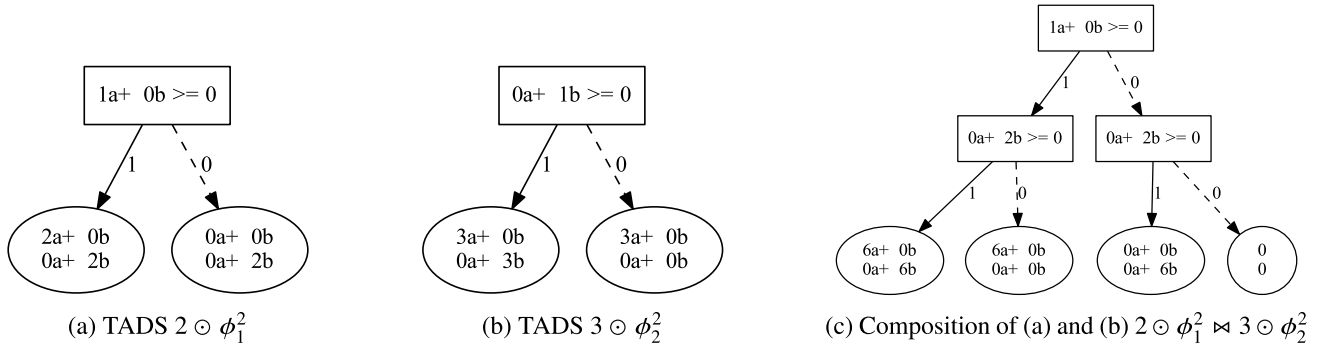 1a+ 0b >= 0
1
0
2a+ 0b
0a+ 2b
0a+ 0b
0a+ 2b
(a) TADS 2 ⊙ ϕ₁²
0a+ 1b >= 0
1
0
3a+ 0b
0a+ 3b
3a+ 0b
0a+ 0b
(b) TADS 3 ⊙ ϕ₂²
1a+ 0b >= 0
1
0
0a+ 2b >= 0
0a+ 2b >= 0
1
0
1
0
6a+ 0b
0a+ 6b
6a+ 0b
0a+ 0b
0a+ 0b
0a+ 6b
0
0
(c) Composition of (a) and (b) 2 ⊙ ϕ₁² ⋈ 3 ⊙ ϕ₂²